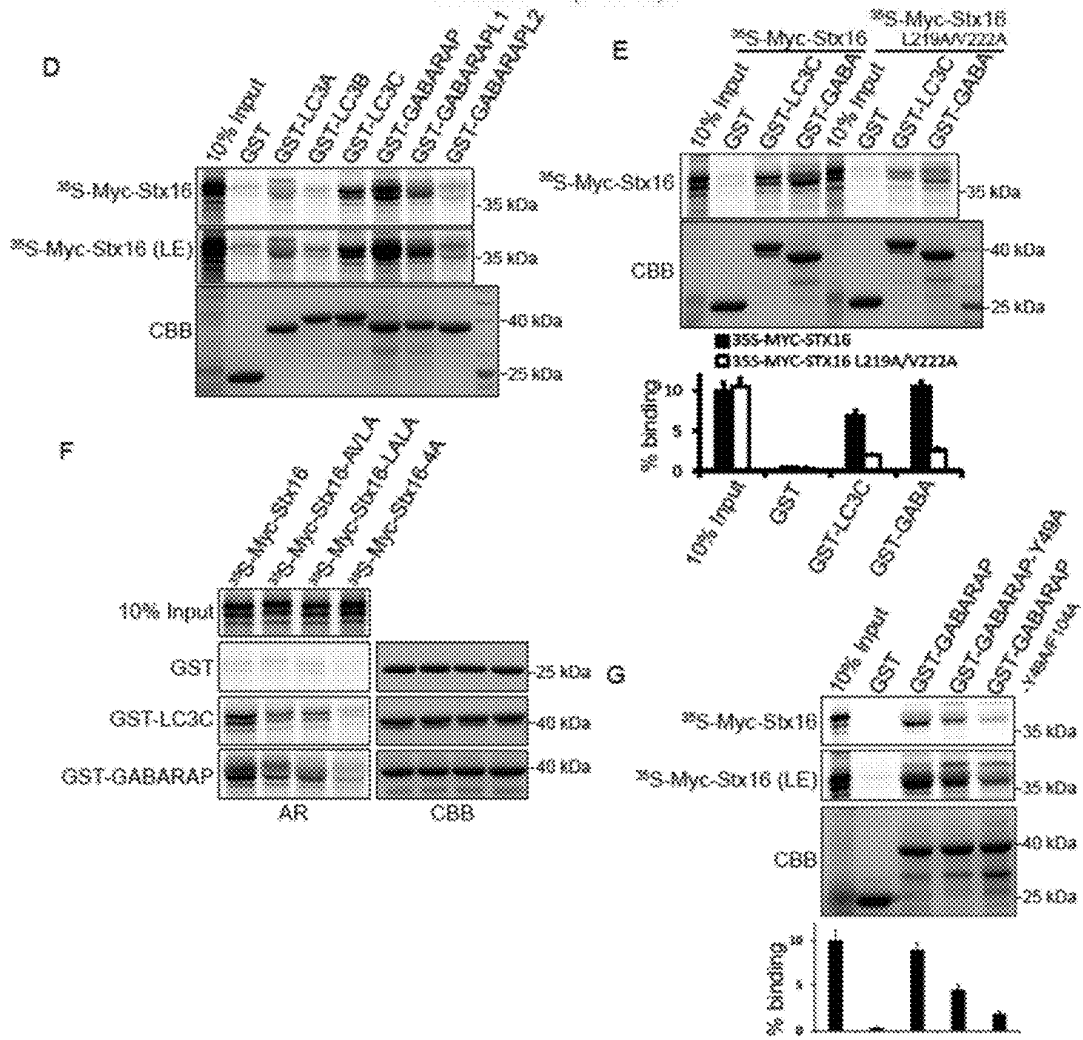 D
10% Input
GST
GST-LC3A
GST-LC3B
GST-LC3C
GST-GABARAP
GST-GABARAPL1
GST-GABARAPL2
³⁵S-Myc-Stx16
-35 kDa
³⁵S-Myc-Stx16 (LE)
-35 kDa
CBB
-40 kDa
-25 kDa
E
³⁵S-Myc-Stx16
³⁵S-Myc-Stx16
L219A/V222A
10% Input
GST
GST-LC3C
GST-GABA
10% Input
GST
GST-LC3C
GST-GABA
³⁵S-Myc-Stx16
-35 kDa
CBB
-40 kDa
-25 kDa
35S-MYC-STX16
35S-MYC-STX16 L219A/V222A
% binding
10
5
0
10% Input
GST
GST-LC3C
GST-GABA
F
³⁵S-Myc-Stx16
³⁵S-Myc-Stx16-AVLA
³⁵S-Myc-Stx16-LALA
³⁵S-Myc-Stx16-4A
10% Input
GST
-25 kDa
GST-LC3C
-40 kDa
GST-GABARAP
-40 kDa
AR
CBB
G
10% Input
GST
GST-GABARAP
GST-GABARAP-Y49A
GST-GABARAP
-Y49A/F104A
³⁵S-Myc-Stx16
-35 kDa
³⁵S-Myc-Stx16 (LE)
-35 kDa
CBB
-40 kDa
-25 kDa
% binding
10
5
0